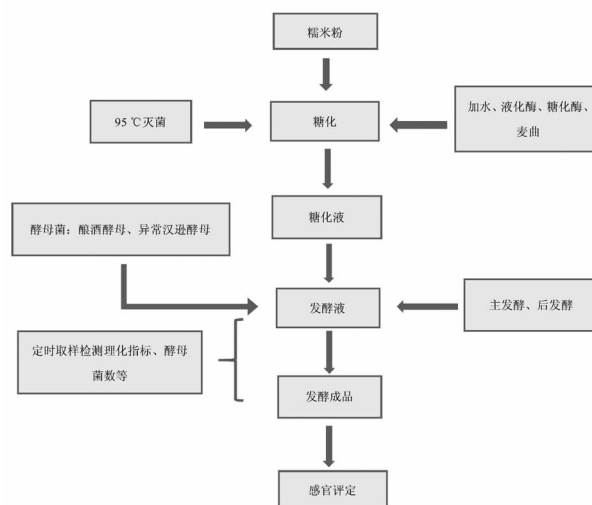 糯米粉
95 ℃灭菌
糖化
加水、液化酶、糖化酶、
麦曲
糖化液
酵母菌：酿酒酵母、异常汉逊酵母
发酵液
主发酵、后发酵
定时取样检测理化指标、酵母
菌数等
发酵成品
感官评定